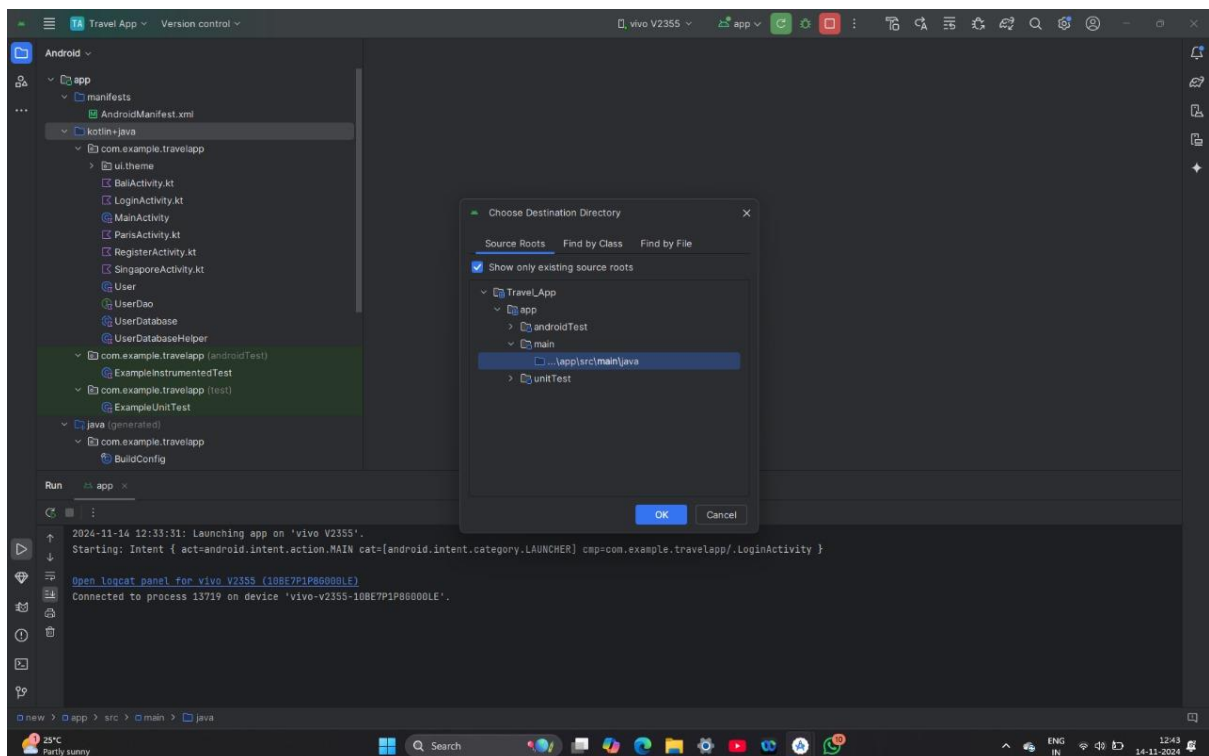 TA Travel App Version control vivo V2355 app
Android
app
manifests
AndroidManifest.xml
kotlin+java
com.example.travelapp
ui.theme
BaliActivity.kt
LoginActivity.kt
MainActivity
ParisActivity.kt
RegisterActivity.kt
SingaporeActivity.kt
User
UserDao
UserDatabase
UserDatabaseHelper
com.example.travelapp (androidTest)
ExampleInstrumentedTest
com.example.travelapp (test)
ExampleUnitTest
java (generated)
com.example.travelapp
BuildConfig
Choose Destination Directory
Source Roots Find by Class Find by File
Show only existing source roots
Travel_App
app
androidTest
main
...\app\src\main\java
unitTest
OK Cancel
Run app
2024-11-14 12:33:31: Launching app on 'vivo V2355'.
Starting: Intent { act=android.intent.action.MAIN cat=[android.intent.category.LAUNCHER] cmp=com.example.travelapp/.LoginActivity }
Open logcat panel for vivo V2355 (10BE7P1P8G000LE)
Connected to process 13719 on device 'vivo-v2355-10BE7P1P8G000LE'.
new > app > src > main > java
25°C
Partly sunny
Search
10
ENG
IN
12:43
14-11-2024